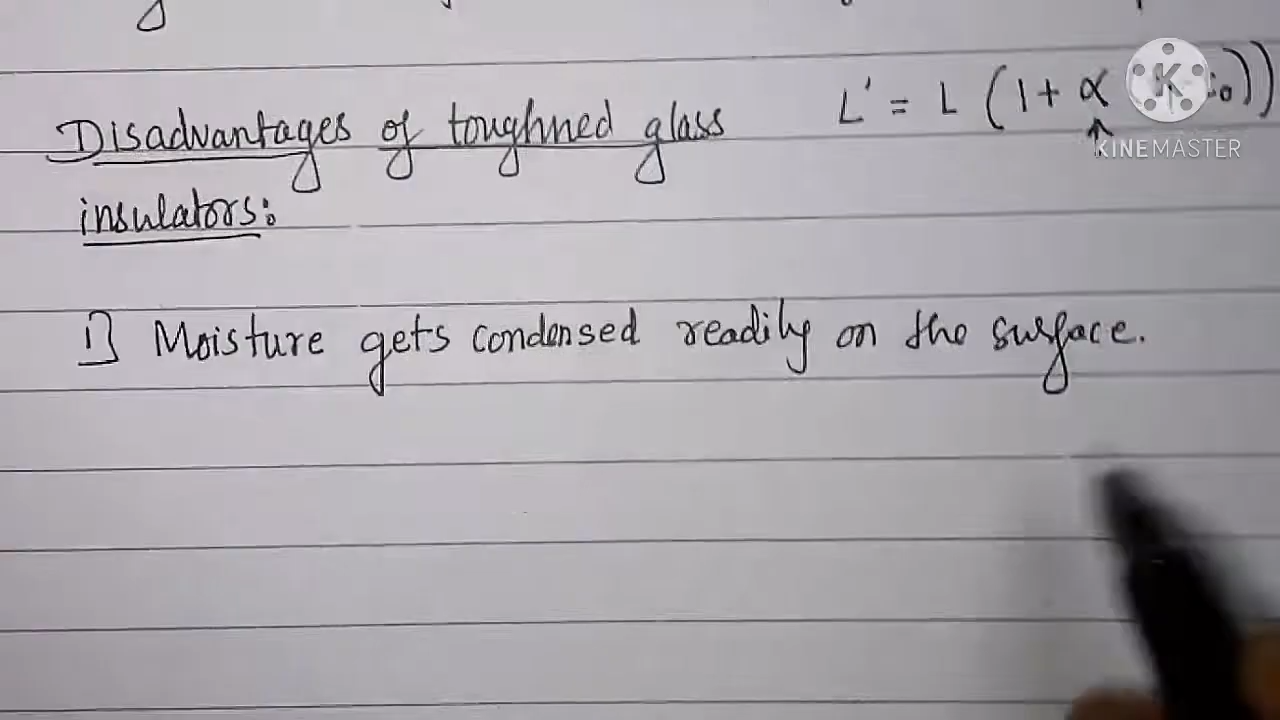 Disadvantages of toughned glass
insulators:
L' = L (1+ α
KINEMASTER
1) Moisture gets condensed readily on the surface.